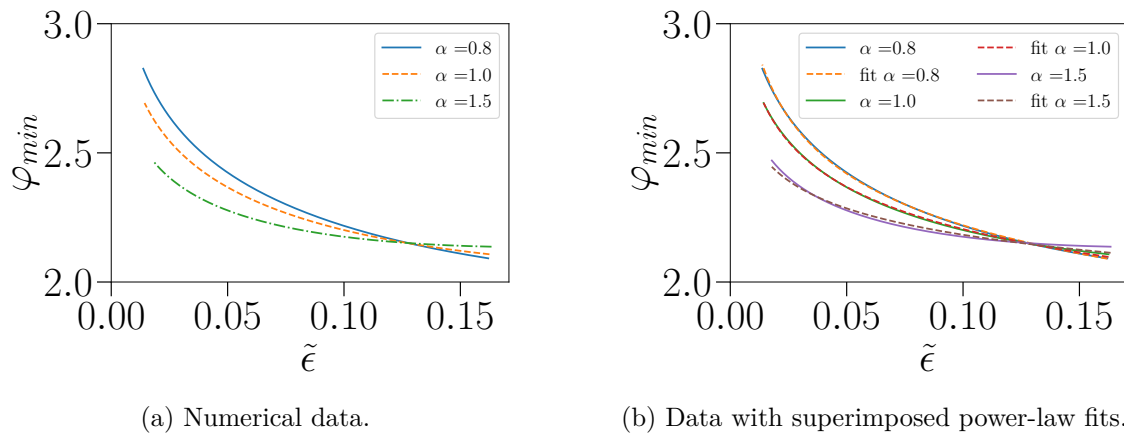 3.0
2.5
2.0
φmin
0.00 0.05 0.10 0.15
ϵ̃
α =0.8
α =1.0
α =1.5
(a) Numerical data.
3.0
2.5
2.0
φmin
0.00 0.05 0.10 0.15
ϵ̃
α =0.8
fit α =0.8
α =1.0
fit α =1.0
α =1.5
fit α =1.5
(b) Data with superimposed power-law fits.